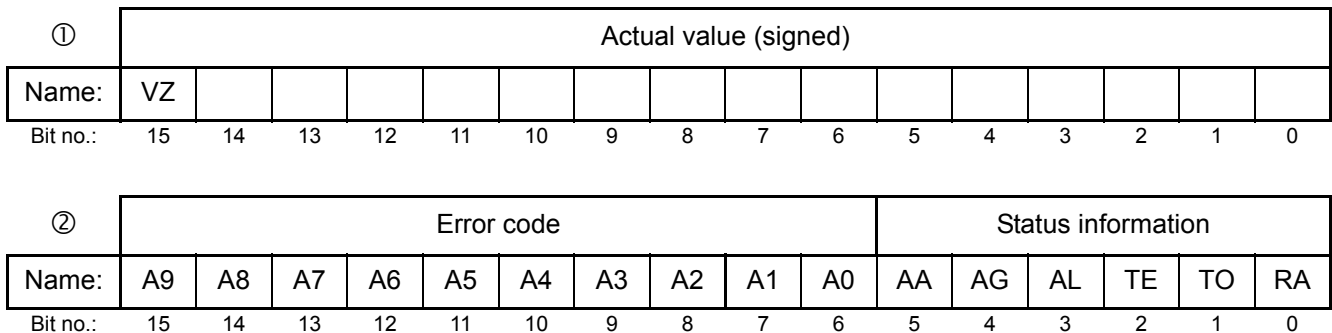 ① Actual value (signed)
Name: VZ
Bit no.: 15 14 13 12 11 10 9 8 7 6 5 4 3 2 1 0
② Error code Status information
Name: A9 A8 A7 A6 A5 A4 A3 A2 A1 A0 AA AG AL TE TO RA
Bit no.: 15 14 13 12 11 10 9 8 7 6 5 4 3 2 1 0